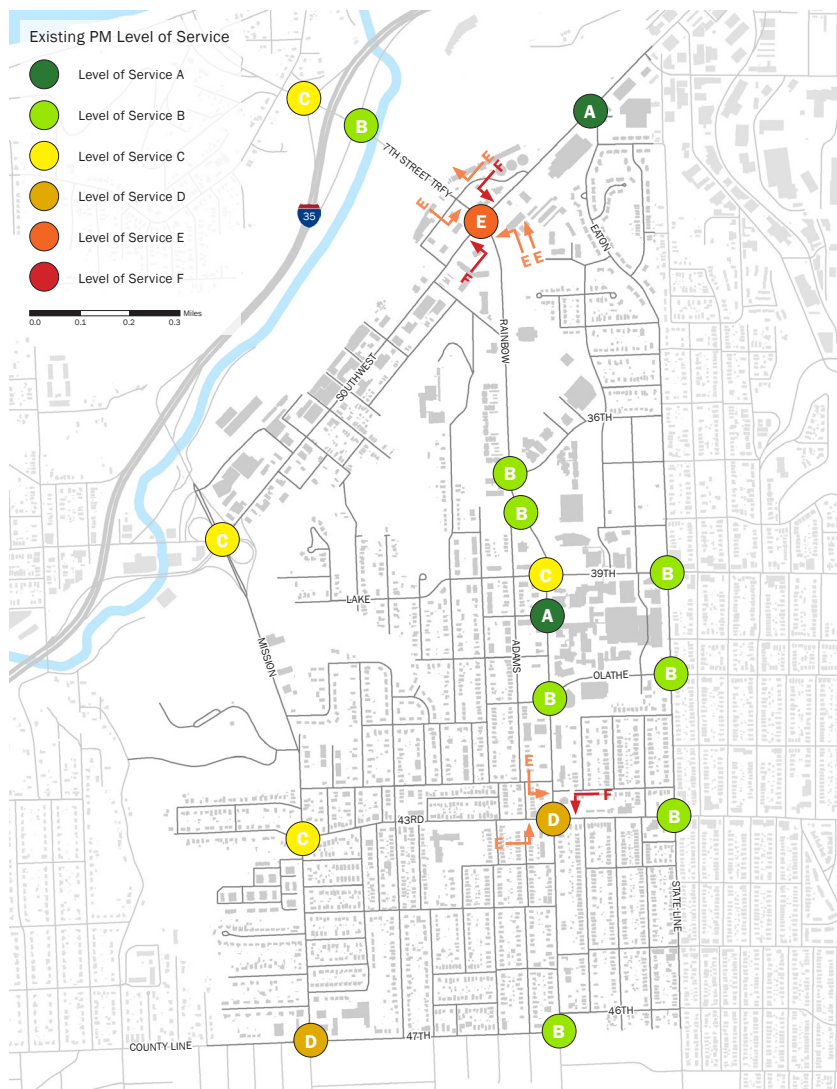 Existing PM Level of Service
A Level of Service A
B Level of Service B
C Level of Service C
D Level of Service D
E Level of Service E
F Level of Service F
0.0 0.1 0.2 0.3 Miles
C
B
A
7TH STREET TRFY
35
E
F
E
E
F
E
E
EATON
RAINBOW
SOUTHWEST
36TH
B
B
C
C
39TH
B
LAKE
A
MISSION
ADAMS
OLATHE
B
B
E
F
43RD
D
B
C
E
STATE LINE
46TH
B
47TH
D
COUNTY LINE